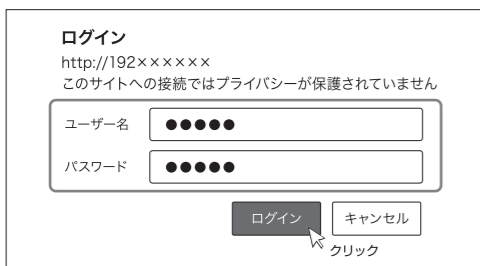 ログイン
http://192××××××
このサイトへの接続ではプライバシーが保護されていません
ユーザー名 ●●●●●
パスワード ●●●●●
ログイン キャンセル
クリック